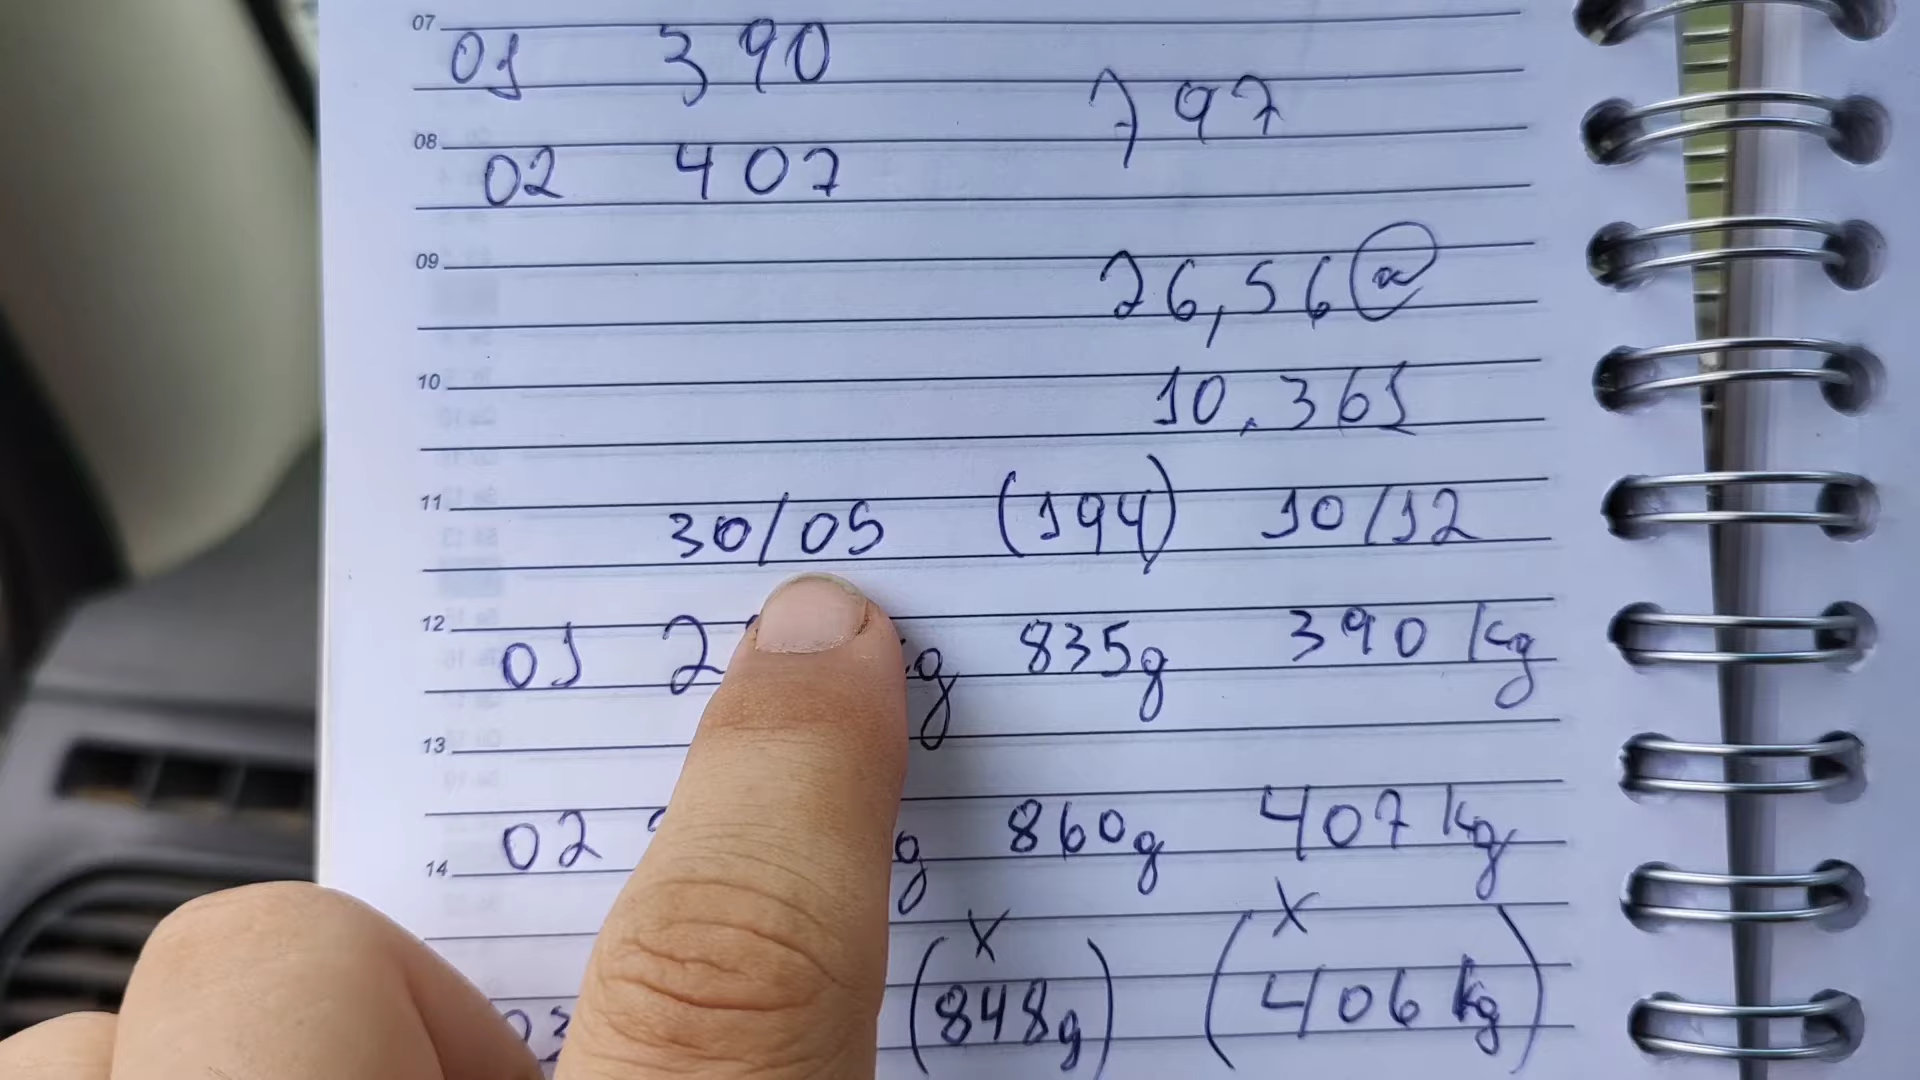 07
01 390
797
08
02 407
09
26,56 @
10
10.361
11
30/05 (194) 10/12
12
01 2 g 835g 390 kg
13
02 g 860g 407 kg
14
X X
03 (848g) (406 kg)